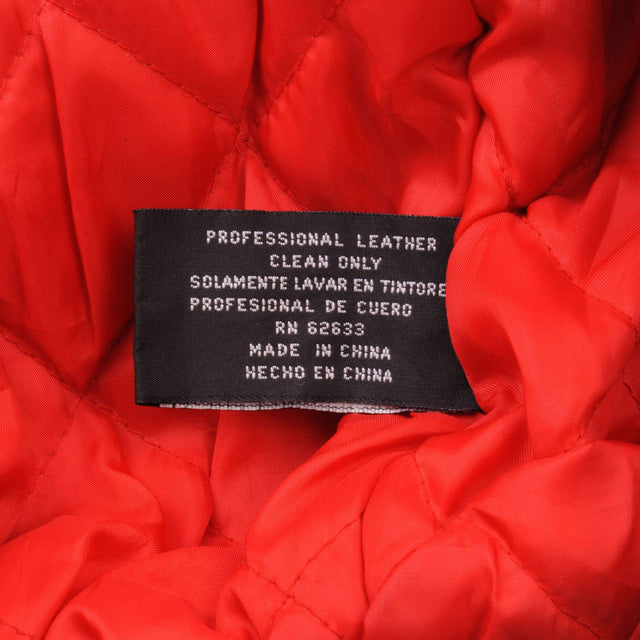 PROFESSIONAL LEATHER
CLEAN ONLY
SOLAMENTE LAVAR EN TINTORE
PROFESIONAL DE CUERO
RN 62633
MADE IN CHINA
HECHO EN CHINA